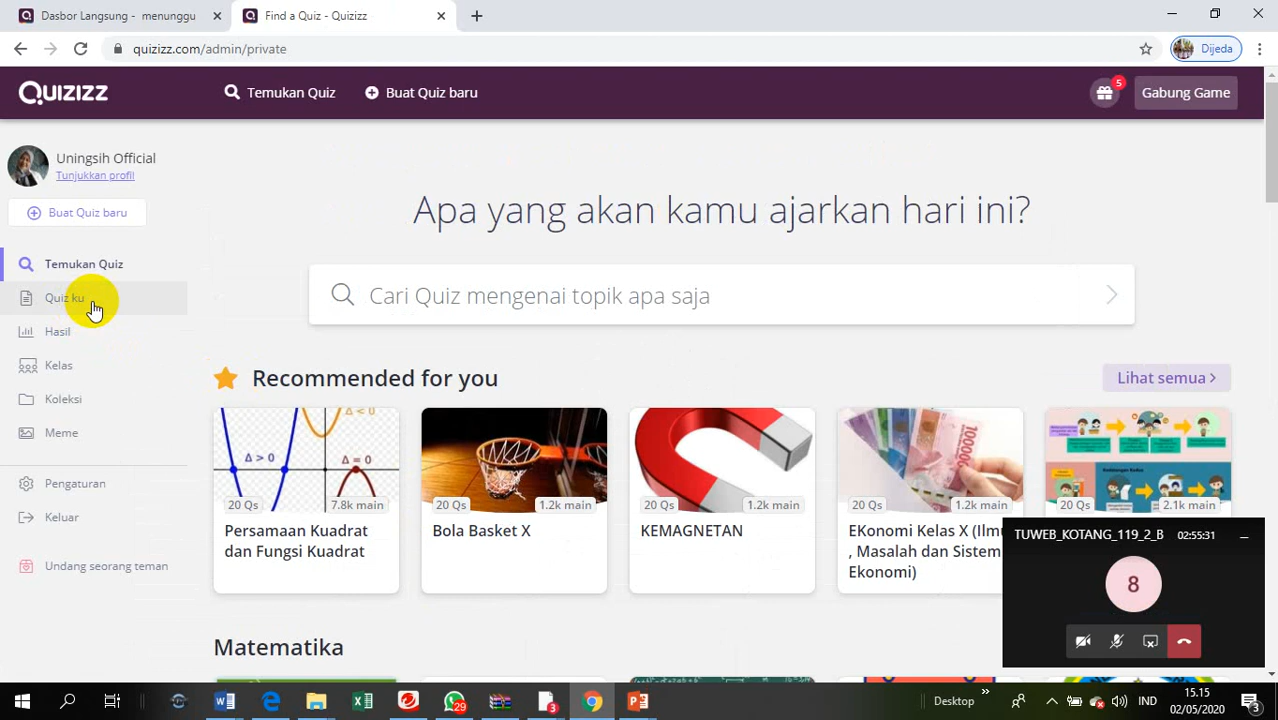 Dasbor Langsung - menunggu
Find a Quiz - Quizizz
quizizz.com/admin/private
Dijeda
QUIZIZZ
Temukan Quiz
Buat Quiz baru
5
Gabung Game
Uningsih Official
Tunjukkan profil
Buat Quiz baru
Temukan Quiz
Quiz ku
Hasil
Kelas
Koleksi
Meme
Pengaturan
Keluar
Undang seorang teman
Apa yang akan kamu ajarkan hari ini?
Cari Quiz mengenai topik apa saja
Recommended for you
Lihat semua
Δ < 0
Δ > 0
Δ = 0
20 Qs
7.8k main
Persamaan Kuadrat
dan Fungsi Kuadrat
20 Qs
1.2k main
Bola Basket X
20 Qs
1.2k main
KEMAGNETAN
20 Qs
1.2k main
EKonomi Kelas X (Ilmu
, Masalah dan Sistem
Ekonomi)
20 Qs
2.1k main
TUWEB_KOTANG_119_2_B
02:55:31
8
Matematika
29
3
Desktop
IND
15.15
02/05/2020
3